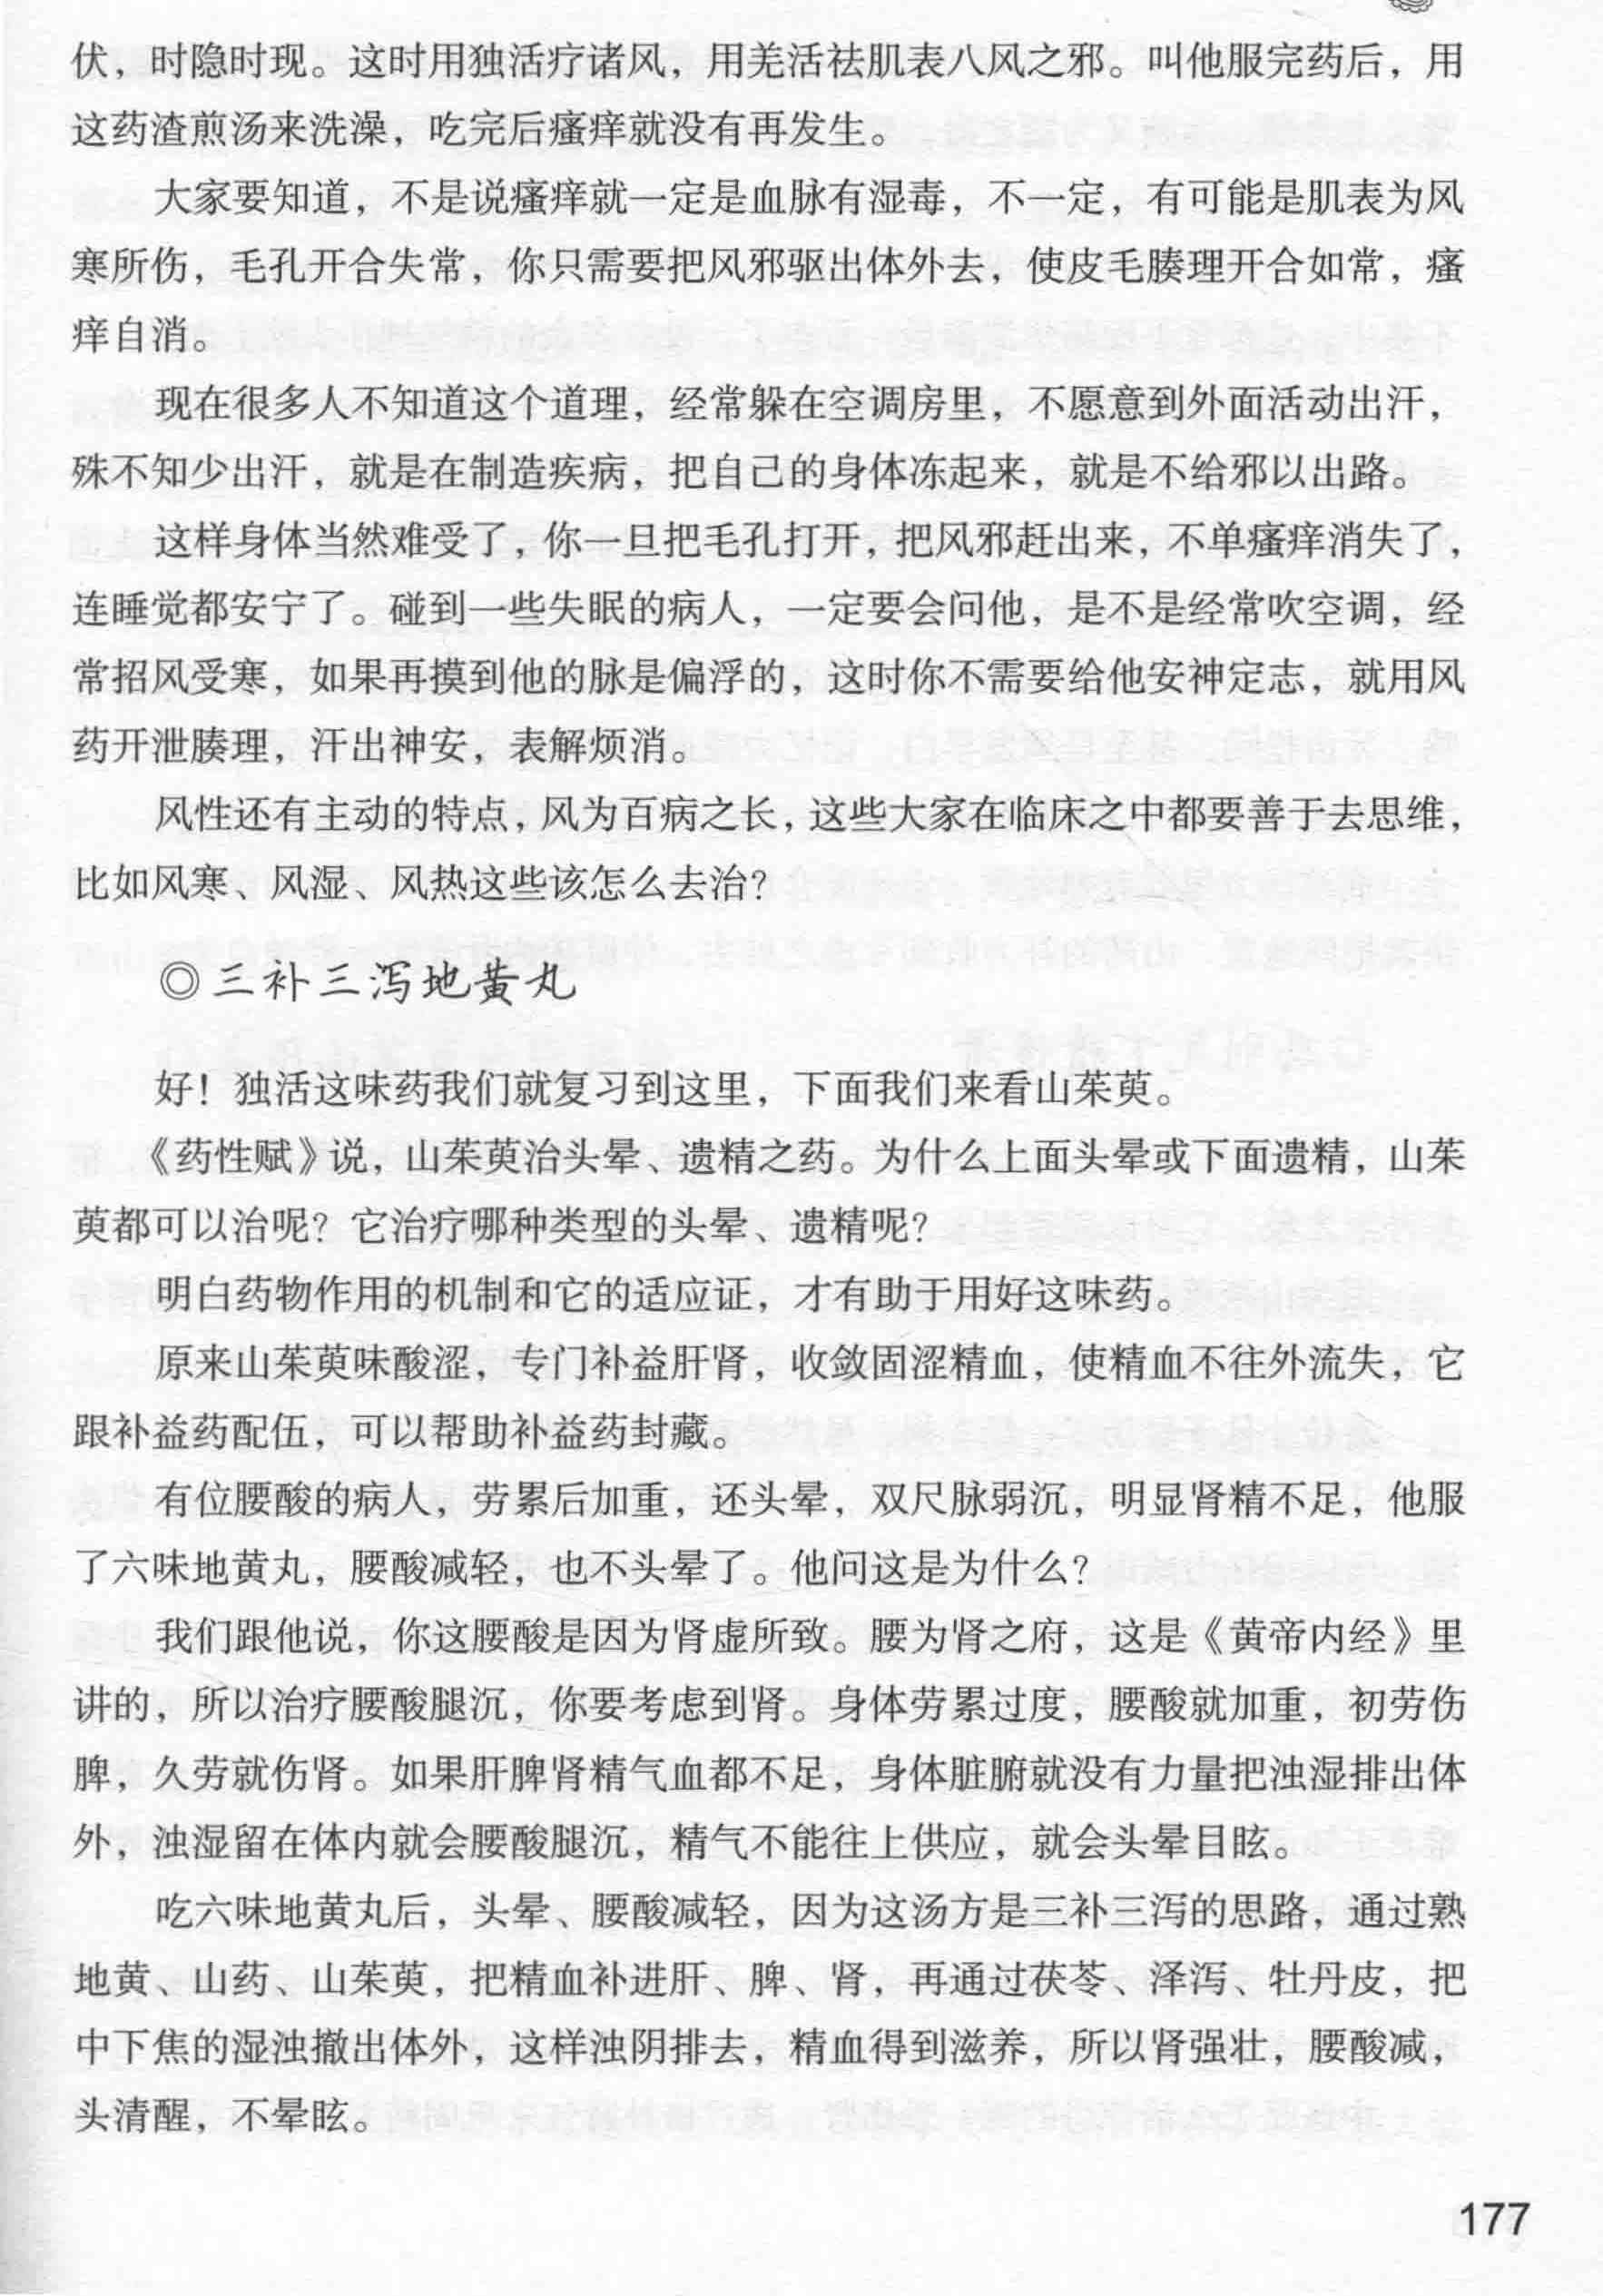 伏，时隐时现。这时用独活疗诸风，用羌活祛肌表八风之邪。叫他服完药后，用
这药渣煎汤来洗澡，吃完后瘙痒就没有再发生。
大家要知道，不是说瘙痒就一定是血脉有湿毒，不一定，有可能是肌表为风
寒所伤，毛孔开合失常，你只需要把风邪驱出体外去，使皮毛腠理开合如常，瘙
痒自消。
现在很多人不知道这个道理，经常躲在空调房里，不愿意到外面活动出汗，
殊不知少出汗，就是在制造疾病，把自己的身体冻起来，就是不给邪以出路。
这样身体当然难受了，你一旦把毛孔打开，把风邪赶出来，不单瘙痒消失了，
连睡觉都安宁了。碰到一些失眠的病人，一定要会问他，是不是经常吹空调，经
常招风受寒，如果再摸到他的脉是偏浮的，这时你不需要给他安神定志，就用风
药开泄腠理，汗出神安，表解烦消。
风性还有主动的特点，风为百病之长，这些大家在临床之中都要善于去思维，
比如风寒、风湿、风热这些该怎么去治？
◎三补三泻地黄丸
好！独活这味药我们就复习到这里，下面我们来看山茱萸。
《药性赋》说，山茱萸治头晕、遗精之药。为什么上面头晕或下面遗精，山茱
萸都可以治呢？它治疗哪种类型的头晕、遗精呢？
明白药物作用的机制和它的适应证，才有助于用好这味药。
原来山茱萸味酸涩，专门补益肝肾，收敛固涩精血，使精血不往外流失，它
跟补益药配伍，可以帮助补益药封藏。
有位腰酸的病人，劳累后加重，还头晕，双尺脉弱沉，明显肾精不足，他服
了六味地黄丸，腰酸减轻，也不头晕了。他问这是为什么？
我们跟他说，你这腰酸是因为肾虚所致。腰为肾之府，这是《黄帝内经》里
讲的，所以治疗腰酸腿沉，你要考虑到肾。身体劳累过度，腰酸就加重，初劳伤
脾，久劳就伤肾。如果肝脾肾精气血都不足，身体脏腑就没有力量把浊湿排出体
外，浊湿留在体内就会腰酸腿沉，精气不能往上供应，就会头晕目眩。
吃六味地黄丸后，头晕、腰酸减轻，因为这汤方是三补三泻的思路，通过熟
地黄、山药、山茱萸，把精血补进肝、脾、肾，再通过茯苓、泽泻、牡丹皮，把
中下焦的湿浊撤出体外，这样浊阴排去，精血得到滋养，所以肾强壮，腰酸减，
头清醒，不晕眩。
177